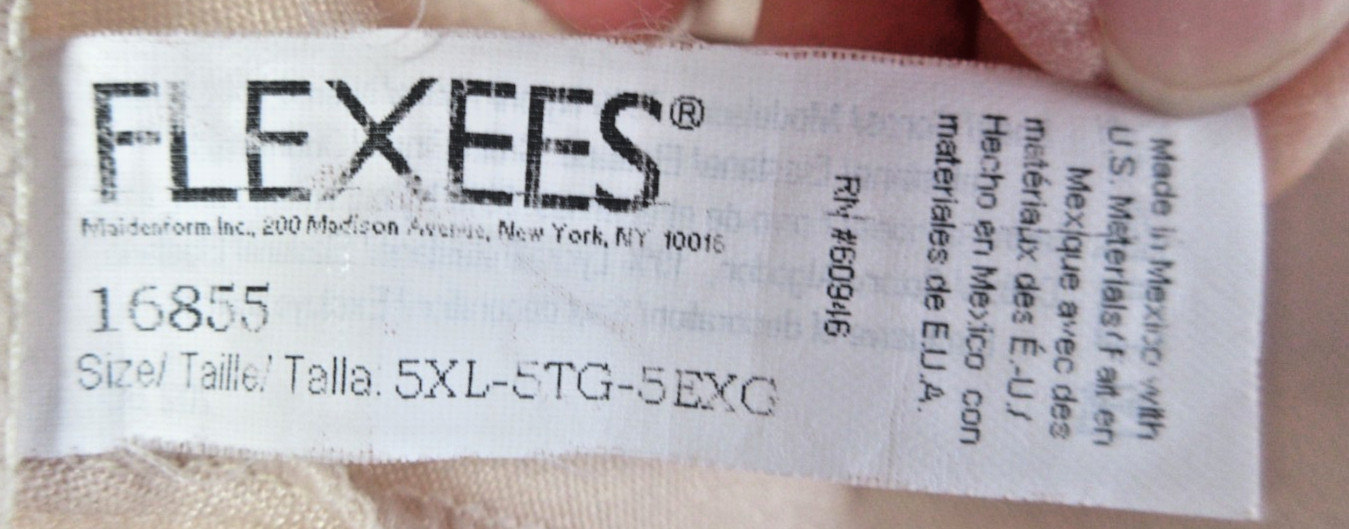 FLEXEES®
Maidenform Inc., 200 Madison Avenue, New York, NY 10016
16855
Size/ Taille/ Talla: 5XL-5TG-5EXG
RN #60946
Made in Mexico with
U.S. Materials/Fait en
Mexique avec des
matériaux des É.-U./
Hecho en Mexico con
materiales de E.U.A.